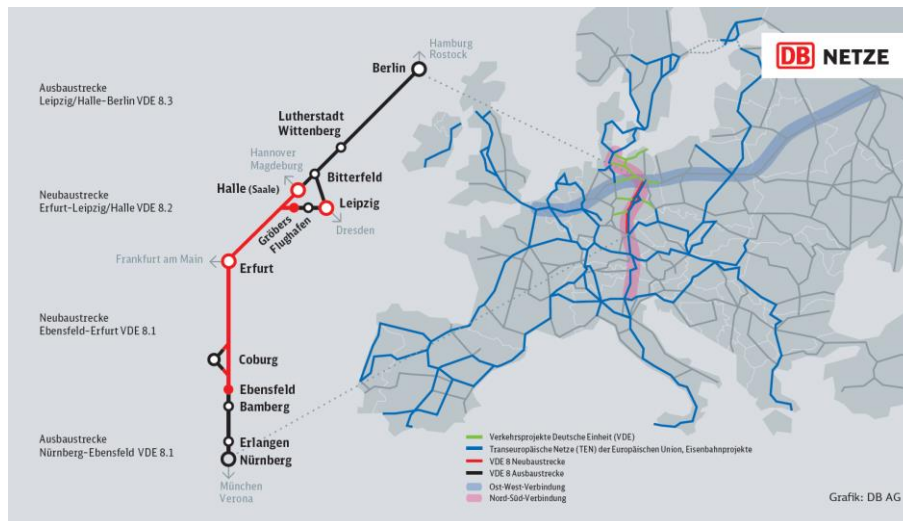 Hamburg
Rostock
DB NETZE
Berlin
Ausbaustrecke
Leipzig/Halle–Berlin VDE 8.3
Lutherstadt
Wittenberg
Hannover
Magdeburg
Bitterfeld
Halle (Saale)
Neubaustrecke
Erfurt–Leipzig/Halle VDE 8.2
Leipzig
Gröbers
Flughafen
Dresden
Frankfurt am Main
Erfurt
Neubaustrecke
Ebensfeld–Erfurt VDE 8.1
Coburg
Ebensfeld
Bamberg
Ausbaustrecke
Nürnberg–Ebensfeld VDE 8.1
Erlangen
Nürnberg
München
Verona
Verkehrsprojekte Deutsche Einheit (VDE)
Transeuropäische Netze (TEN) der Europäischen Union, Eisenbahnprojekte
VDE 8 Neubaustrecke
VDE 8 Ausbaustrecke
Ost-West-Verbindung
Nord-Süd-Verbindung
Grafik: DB AG